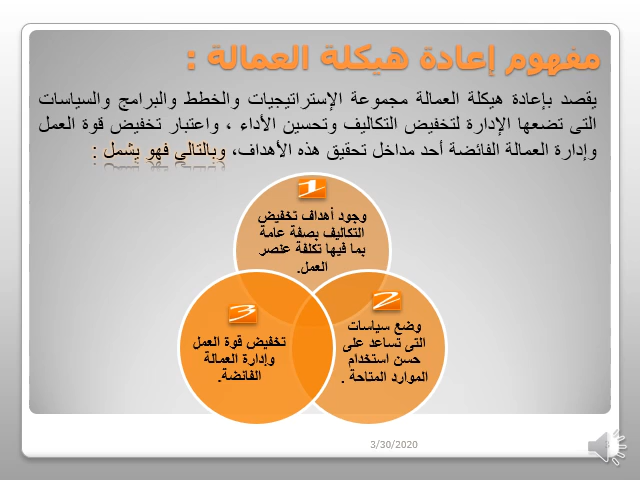 مفهوم إعادة هيكلة العمالة :
يقصد بإعادة هيكلة العمالة مجموعة الإستراتيجيات والخطط والبرامج والسياسات
التى تضعها الإدارة لتخفيض التكاليف وتحسين الأداء ، واعتبار تخفيض قوة العمل
وإدارة العمالة الفائضة أحد مداخل تحقيق هذه الأهداف، وبالتالي فهو يشمل :
1
وجود أهداف تخفيض
التكاليف بصفة عامة
بما فيها تكلفة عنصر
العمل.
2
وضع سياسات
التى تساعد على
حسن استخدام
الموارد المتاحة .
3
تخفيض قوة العمل
وإدارة العمالة
الفائضة.
3/30/2020